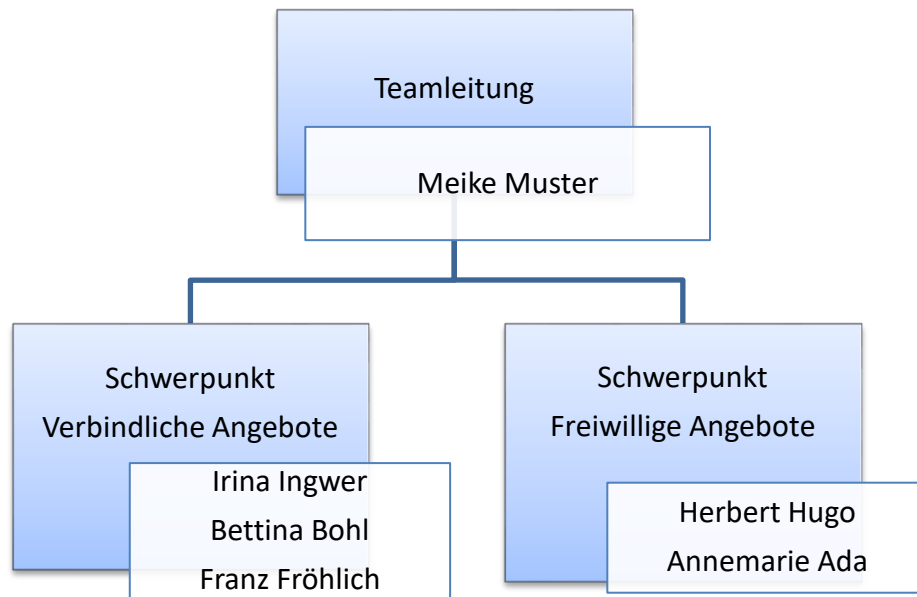 Teamleitung
Meike Muster
Schwerpunkt
Verbindliche Angebote
Irina Ingwer
Bettina Bohl
Franz Fröhlich
Schwerpunkt
Freiwillige Angebote
Herbert Hugo
Annemarie Ada